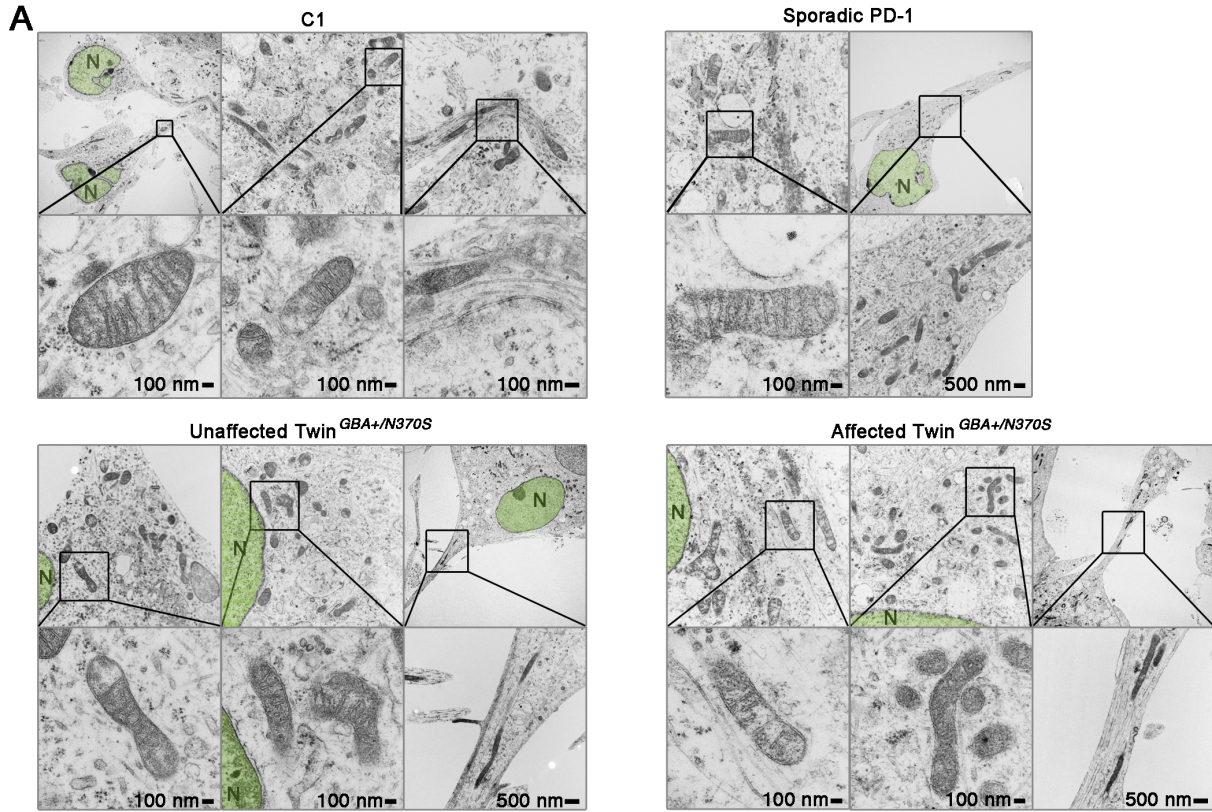 A
C1
Sporadic PD-1
N
N
N
100 nm
100 nm
100 nm
100 nm
500 nm
Unaffected Twin GBA+/N370S
Affected Twin GBA+/N370S
N
N
N
N
N
N
100 nm
100 nm
500 nm
100 nm
100 nm
500 nm